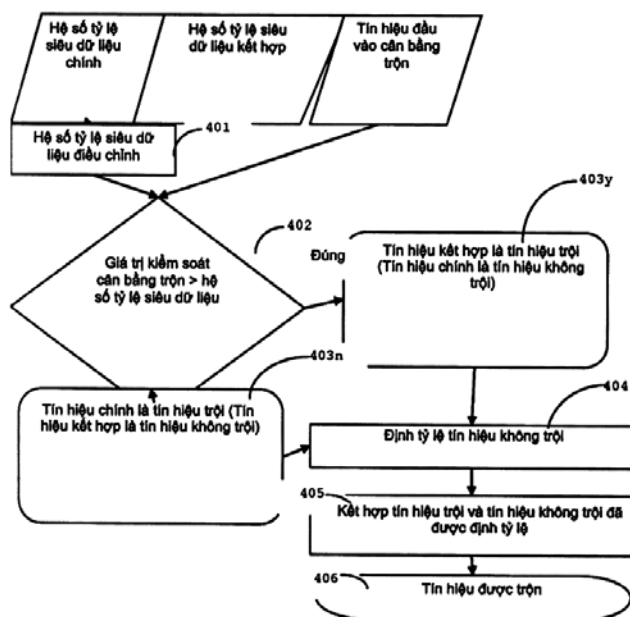 Hệ số tỷ lệ
siêu dữ liệu
chính
Hệ số tỷ lệ siêu
dữ liệu kết hợp
Tín hiệu đầu
vào cân bằng
trộn
Hệ số tỷ lệ siêu dữ
liệu điều chỉnh
401
402
Giá trị kiểm soát
cân bằng trộn > hệ
số tỷ lệ siêu dữ liệu
Đúng
403y
Tín hiệu kết hợp là tín hiệu trội
(Tín hiệu chính là tín hiệu không
trội)
403n
Tín hiệu chính là tín hiệu trội (Tín
hiệu kết hợp là tín hiệu không trội)
404
Định tỷ lệ tín hiệu không trội
405
Kết hợp tín hiệu trội và tín hiệu không trội đã
được định tỷ lệ
406
Tín hiệu được trộn